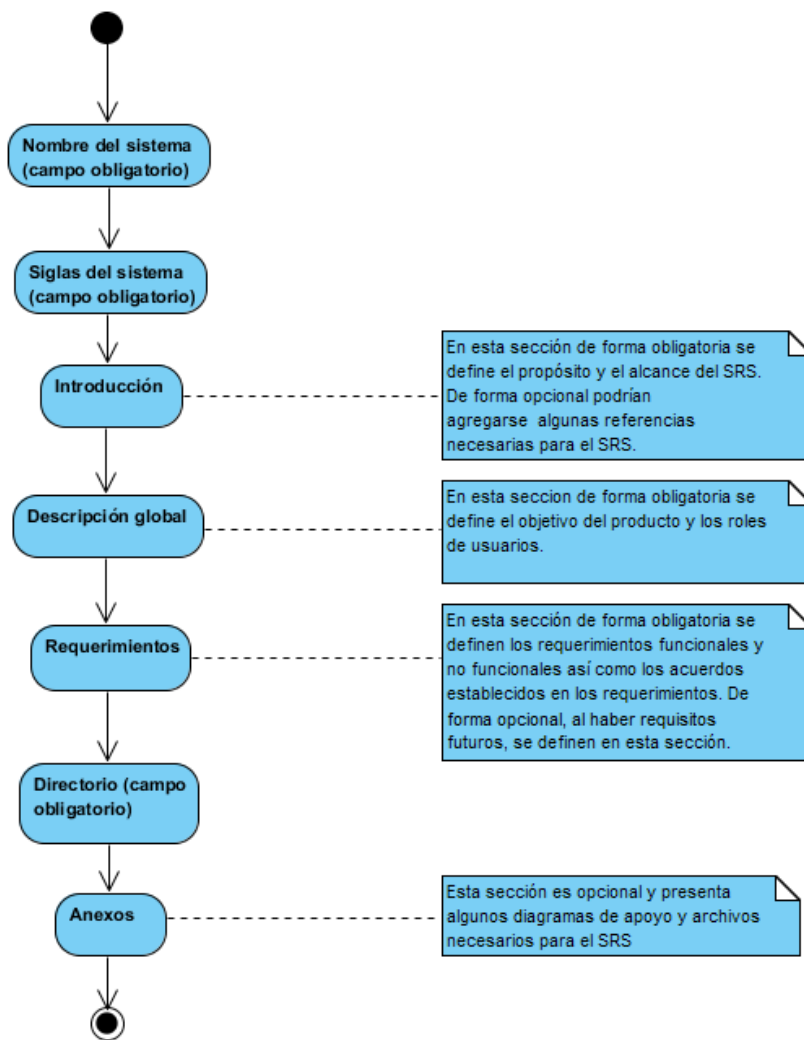 Nombre del sistema
(campo obligatorio)
Siglas del sistema
(campo obligatorio)
Introducción
En esta sección de forma obligatoria se
define el propósito y el alcance del SRS.
De forma opcional podrían
agregarse algunas referencias
necesarias para el SRS.
Descripción global
En esta seccion de forma obligatoria se
define el objetivo del producto y los roles
de usuarios.
Requerimientos
En esta sección de forma obligatoria se
definen los requerimientos funcionales y
no funcionales así como los acuerdos
establecidos en los requerimientos. De
forma opcional, al haber requisitos
futuros, se definen en esta sección.
Directorio (campo
obligatorio)
Anexos
Esta sección es opcional y presenta
algunos diagramas de apoyo y archivos
necesarios para el SRS